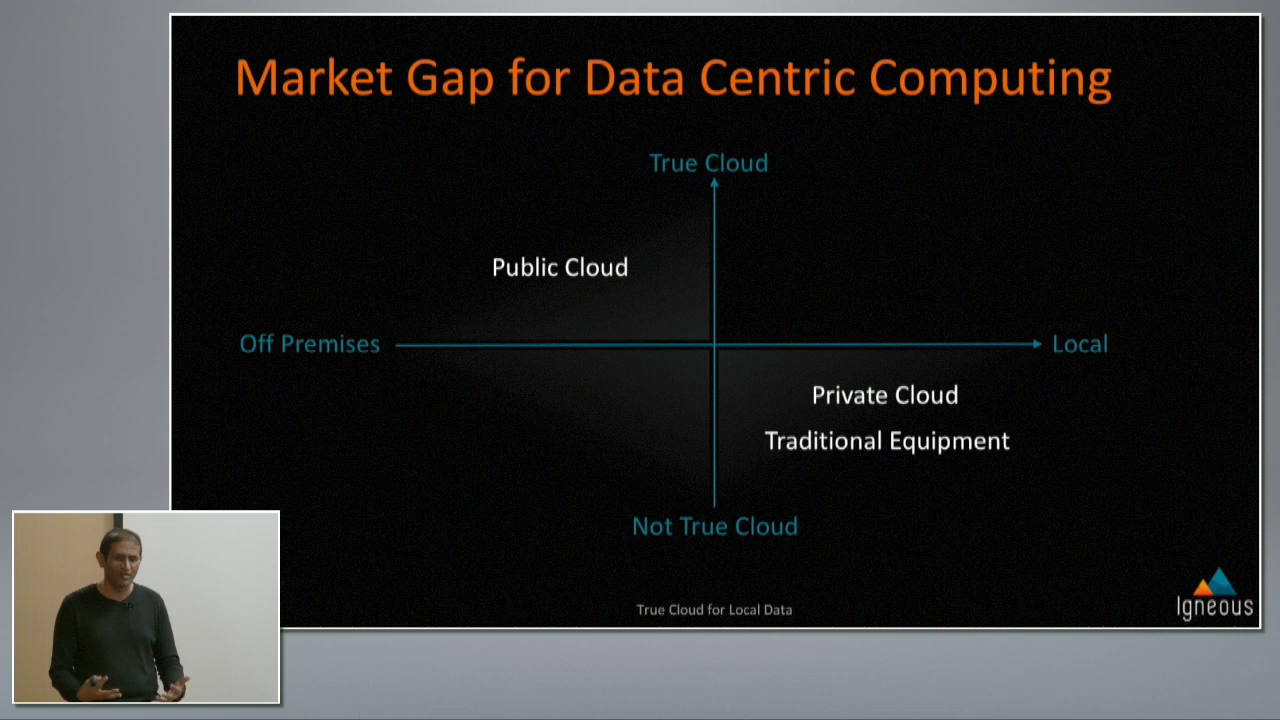 Market Gap for Data Centric Computing
True Cloud
Public Cloud
Off Premises
Local
Private Cloud
Traditional Equipment
Not True Cloud
True Cloud for Local Data
Igneous